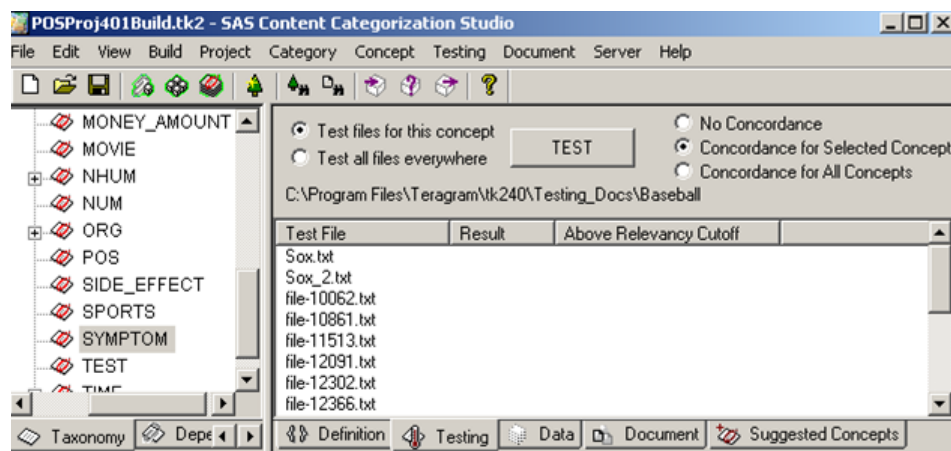 POSProj401Build.tk2 - SAS Content Categorization Studio
File Edit View Build Project Category Concept Testing Document Server Help
MONEY_AMOUNT
MOVIE
NHUM
NUM
ORG
POS
SIDE_EFFECT
SPORTS
SYMPTOM
TEST
TIME
Taxonomy Depe
Test files for this concept
Test all files everywhere
TEST
No Concordance
Concordance for Selected Concept
Concordance for All Concepts
C:\Program Files\Teragram\tk240\Testing_Docs\Baseball
Test File Result Above Relevancy Cutoff
Sox.txt
Sox_2.txt
file-10062.txt
file-10861.txt
file-11513.txt
file-12091.txt
file-12302.txt
file-12366.txt
Definition Testing Data Document Suggested Concepts